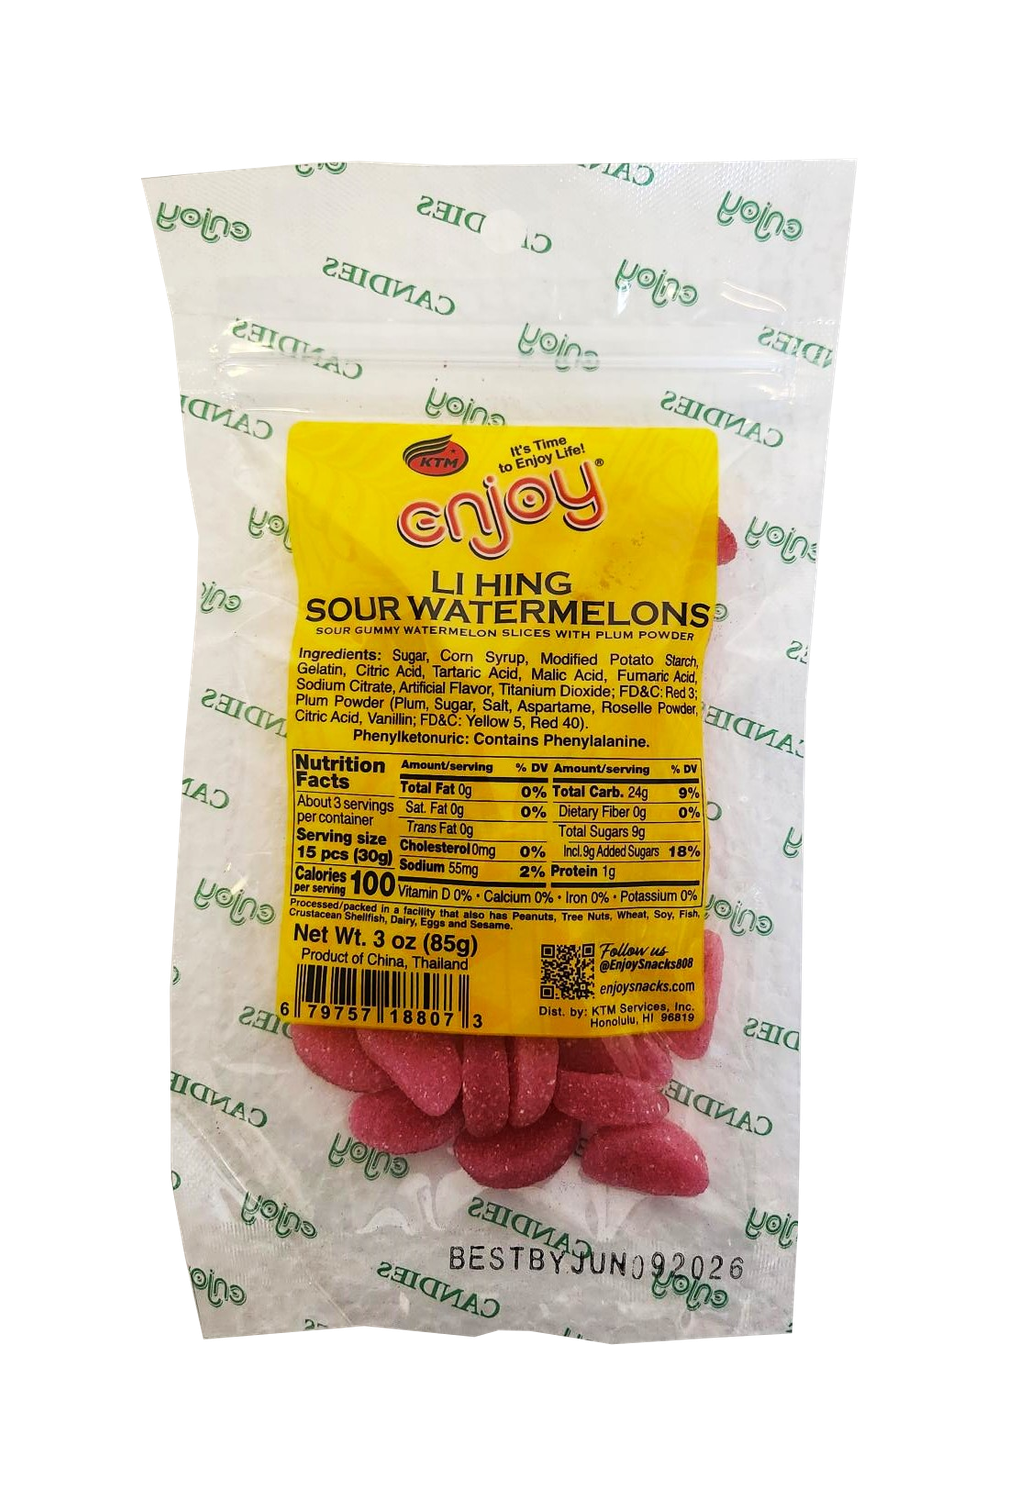 KTM
It's Time
to Enjoy Life!
enjoy®
LI HING
SOUR WATERMELONS
SOUR GUMMY WATERMELON SLICES WITH PLUM POWDER
Ingredients: Sugar, Corn Syrup, Modified Potato Starch,
Gelatin, Citric Acid, Tartaric Acid, Malic Acid, Fumaric Acid,
Sodium Citrate, Artificial Flavor, Titanium Dioxide; FD&C: Red 3;
Plum Powder (Plum, Sugar, Salt, Aspartame, Roselle Powder,
Citric Acid, Vanillin; FD&C: Yellow 5, Red 40).
Phenylketonuric: Contains Phenylalanine.
Nutrition
Facts
About 3 servings
per container
Serving size
15 pcs (30g)
Calories
per serving 100
Amount/serving % DV
Total Fat 0g 0%
Sat. Fat 0g 0%
Trans Fat 0g
Cholesterol 0mg 0%
Sodium 55mg 2%
Amount/serving % DV
Total Carb. 24g 9%
Dietary Fiber 0g 0%
Total Sugars 9g
Incl. 9g Added Sugars 18%
Protein 1g
Vitamin D 0% • Calcium 0% • Iron 0% • Potassium 0%
Processed/packed in a facility that also has Peanuts, Tree Nuts, Wheat, Soy, Fish,
Crustacean Shellfish, Dairy, Eggs and Sesame.
Net Wt. 3 oz (85g)
Product of China, Thailand
6 79757 18807 3
Follow us
@EnjoySnacks808
enjoysnacks.com
Dist. by: KTM Services, Inc.
Honolulu, HI 96819
enjoy
CANDIES
BEST BY JUN 09 2026